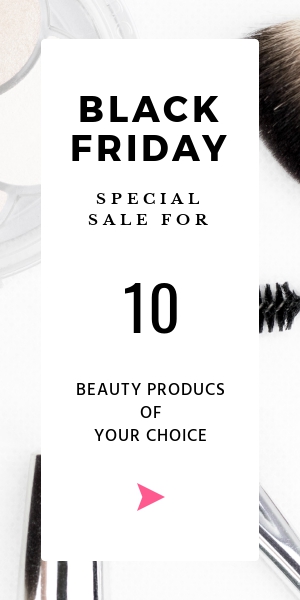 BLACK
FRIDAY
SPECIAL
SALE FOR
10
BEAUTY PRODUCS
OF
YOUR CHOICE